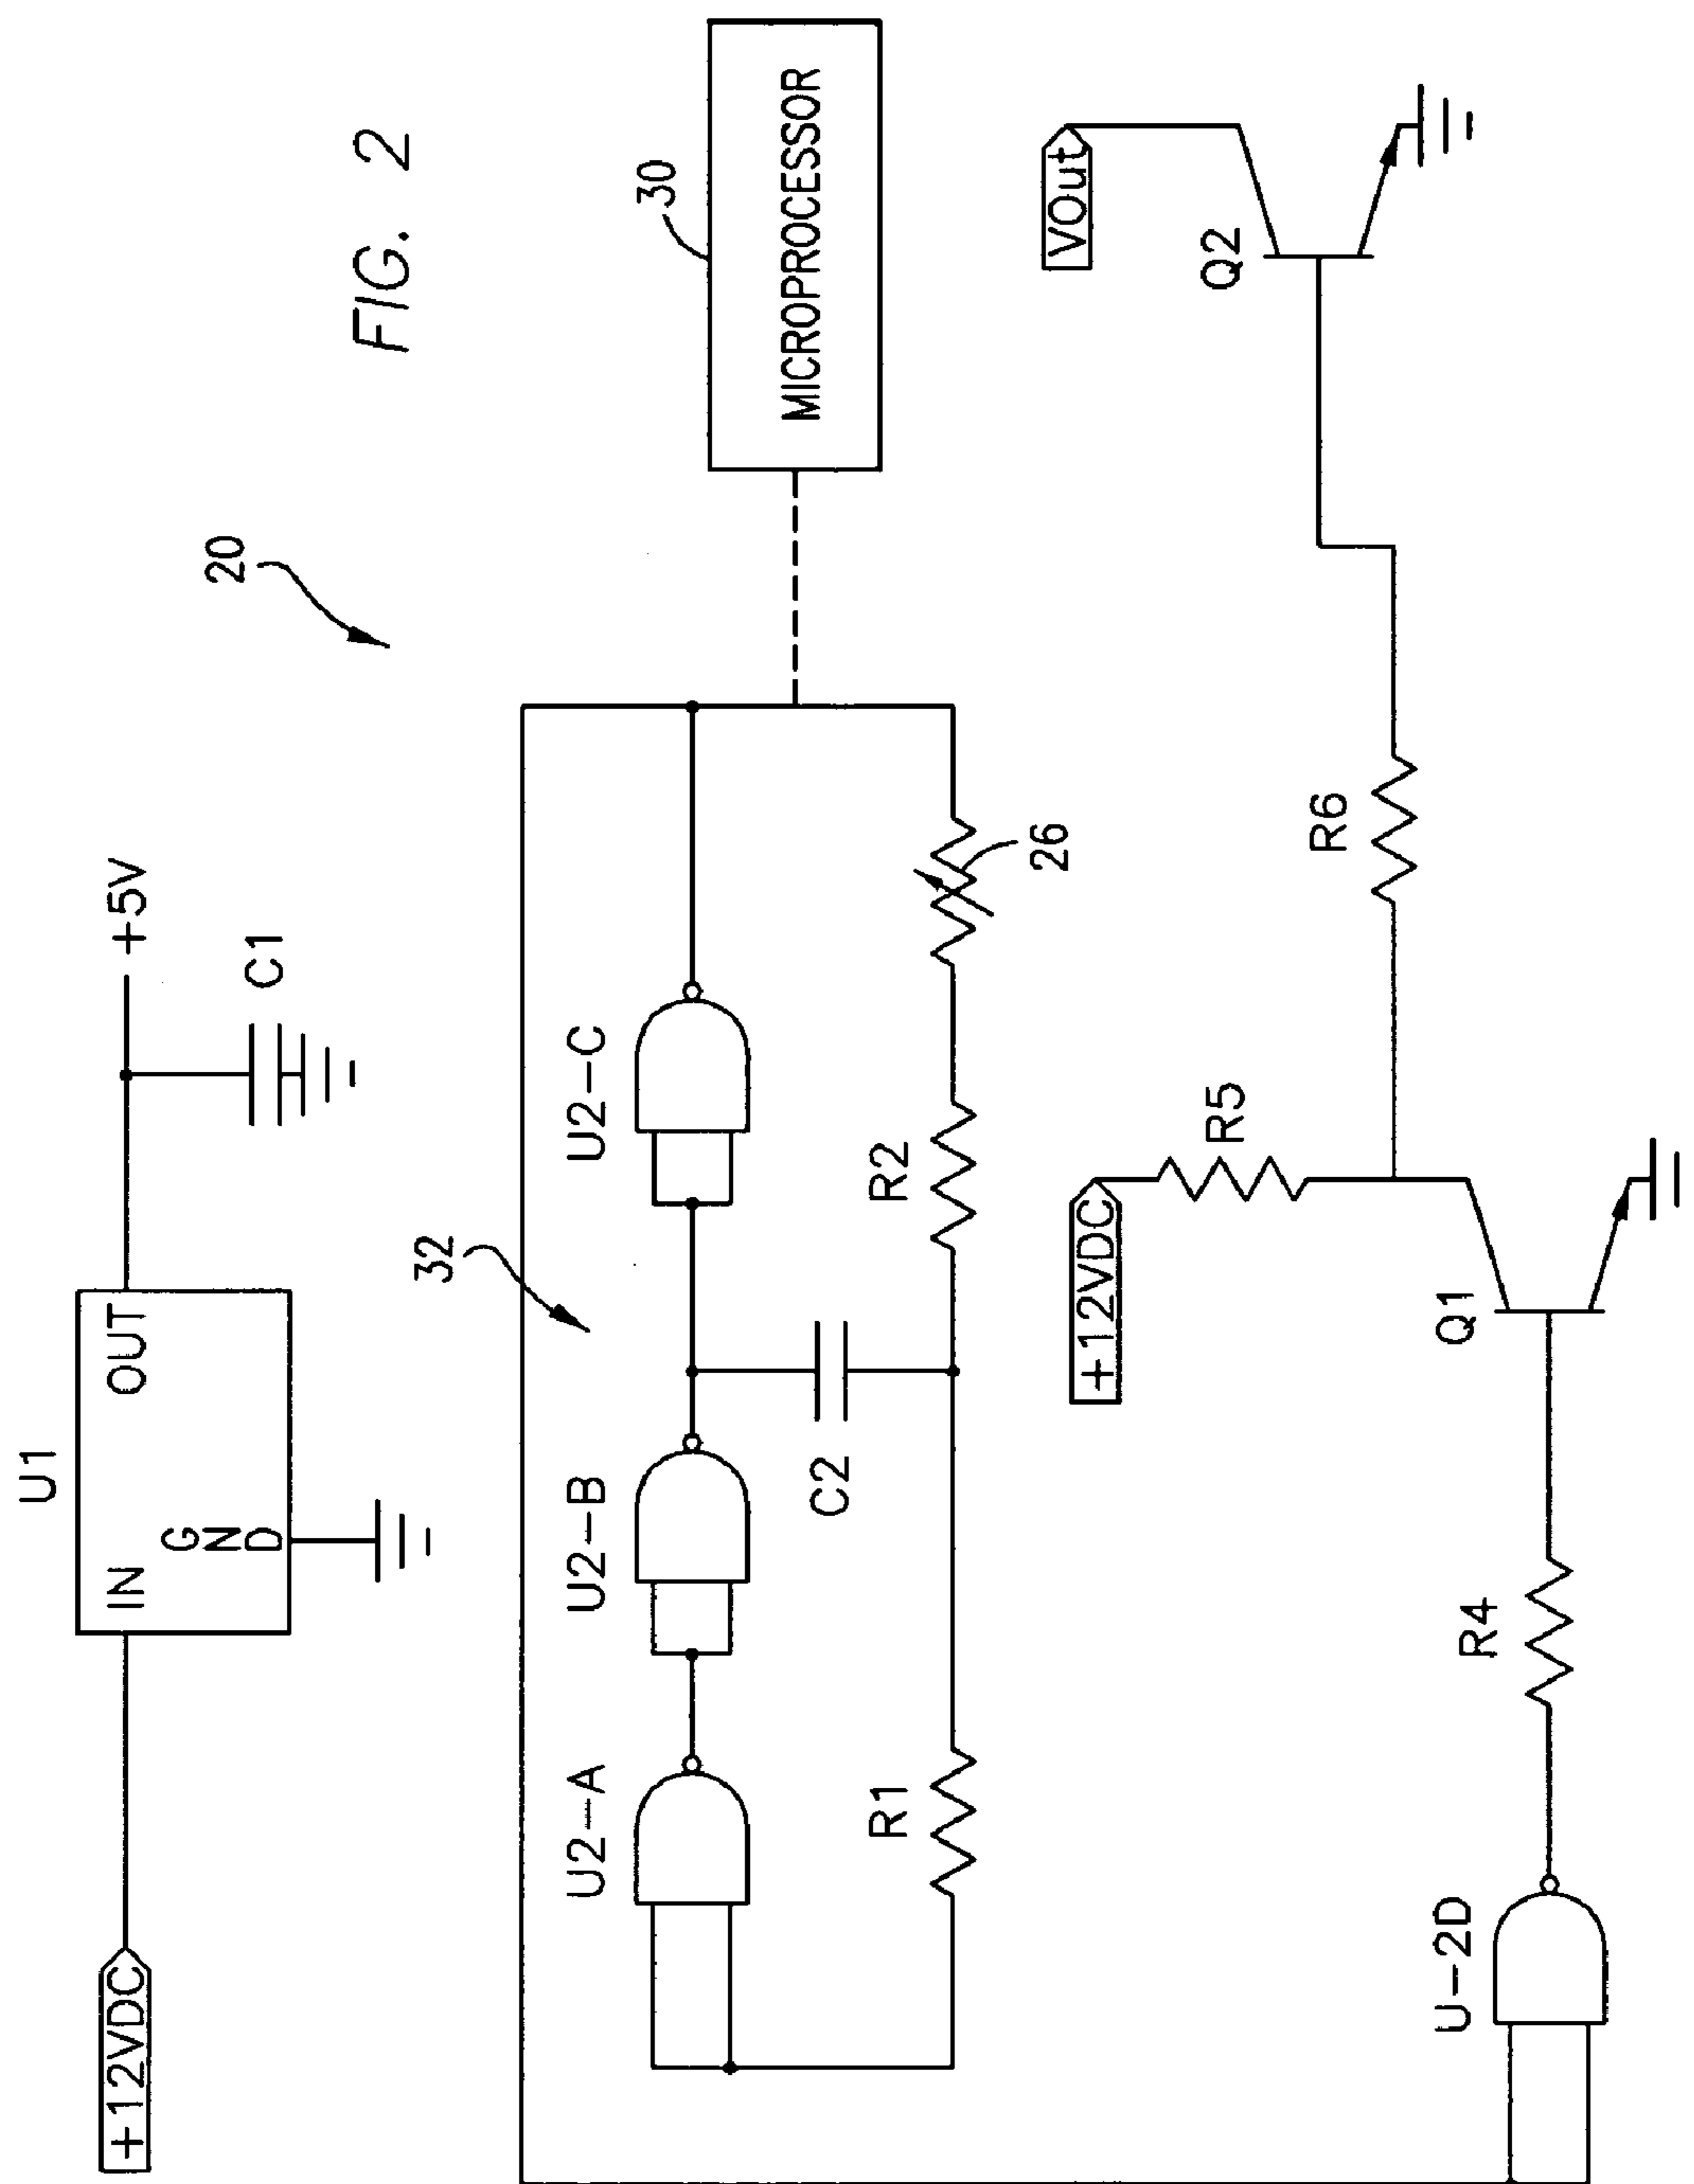 FIG. 2
U1
+12VDC
IN
OUT
GND
+5V
C1
20
32
U2-A
U2-B
U2-C
30
MICROPROCESSOR
C2
R1
R2
26
+12VDC
R5
VOut
Q2
R6
Q1
U-2D
R4